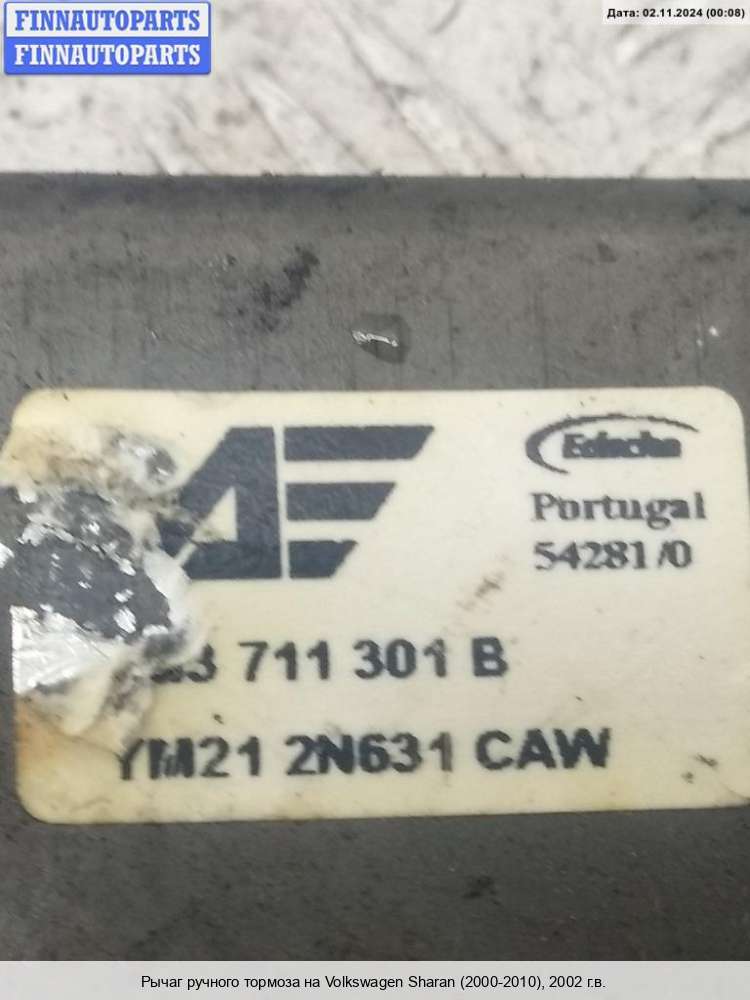 FINNAUTOPARTS
FINNAUTOPARTS
Дата: 02.11.2024 (00:08)
AE
Edscha
Portugal
54281/0
711 301 B
YM21 2N631 CAW
Рычаг ручного тормоза на Volkswagen Sharan (2000-2010), 2002 г.в.